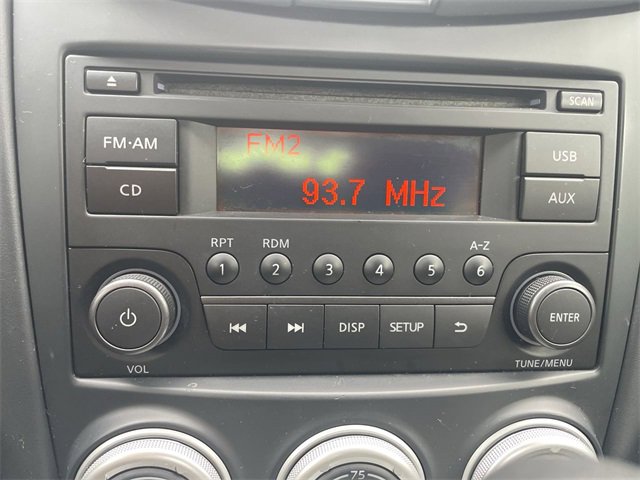 SCAN
FM·AM
FM2
USB
CD
93.7 MHz
AUX
RPT RDM A-Z
1 2 3 4 5 6
DISP SETUP
ENTER
VOL
TUNE/MENU
75